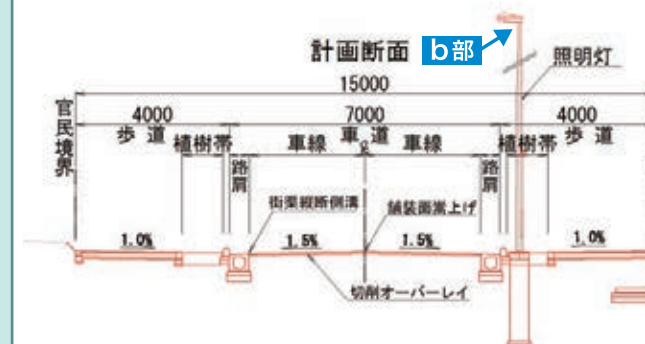 計画断面 b部
照明灯
15000
官民境界
4000 7000 4000
歩道 車道 歩道
植樹帯 車線 車線 植樹帯
路肩 路肩
街渠縦断側溝 舗装面嵩上げ
1.0% 1.5% 1.5% 1.0%
切削オーバーレイ